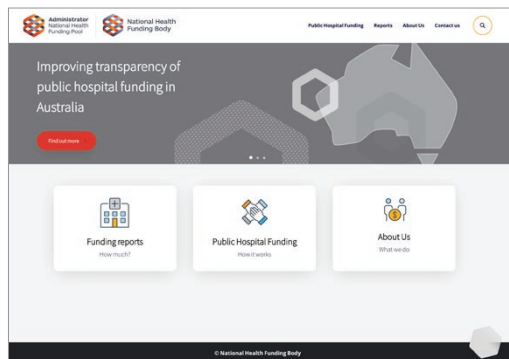 Administrator
National Health
Funding Pool
National Health
Funding Body
Public Hospital Funding Reports About Us Contact us
Improving transparency of
public hospital funding in
Australia
Find out more
Funding reports
How much?
Public Hospital Funding
How it works
About Us
What we do
© National Health Funding Body